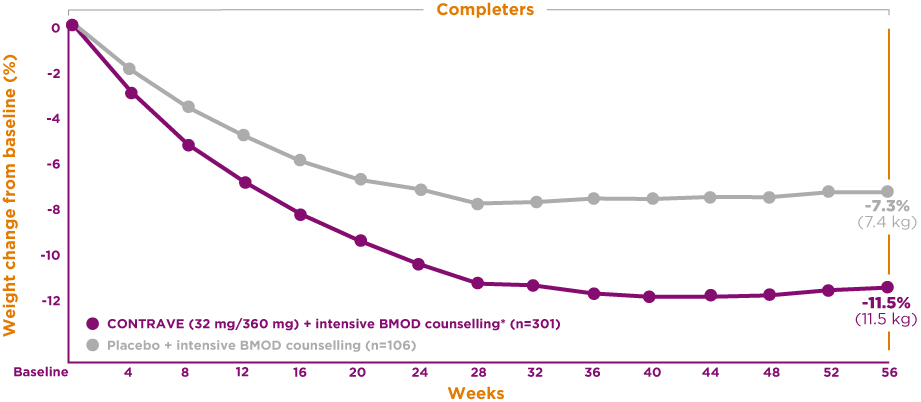 Completers
Weight change from baseline (%)
-0
-2
-4
-6
-8
-10
-12
-7.3%
(7.4 kg)
-11.5%
(11.5 kg)
CONTRAVE (32 mg/360 mg) + intensive BMOD counselling* (n=301)
Placebo + intensive BMOD counselling (n=106)
Baseline 4 8 12 16 20 24 28 32 36 40 44 48 52 56
Weeks